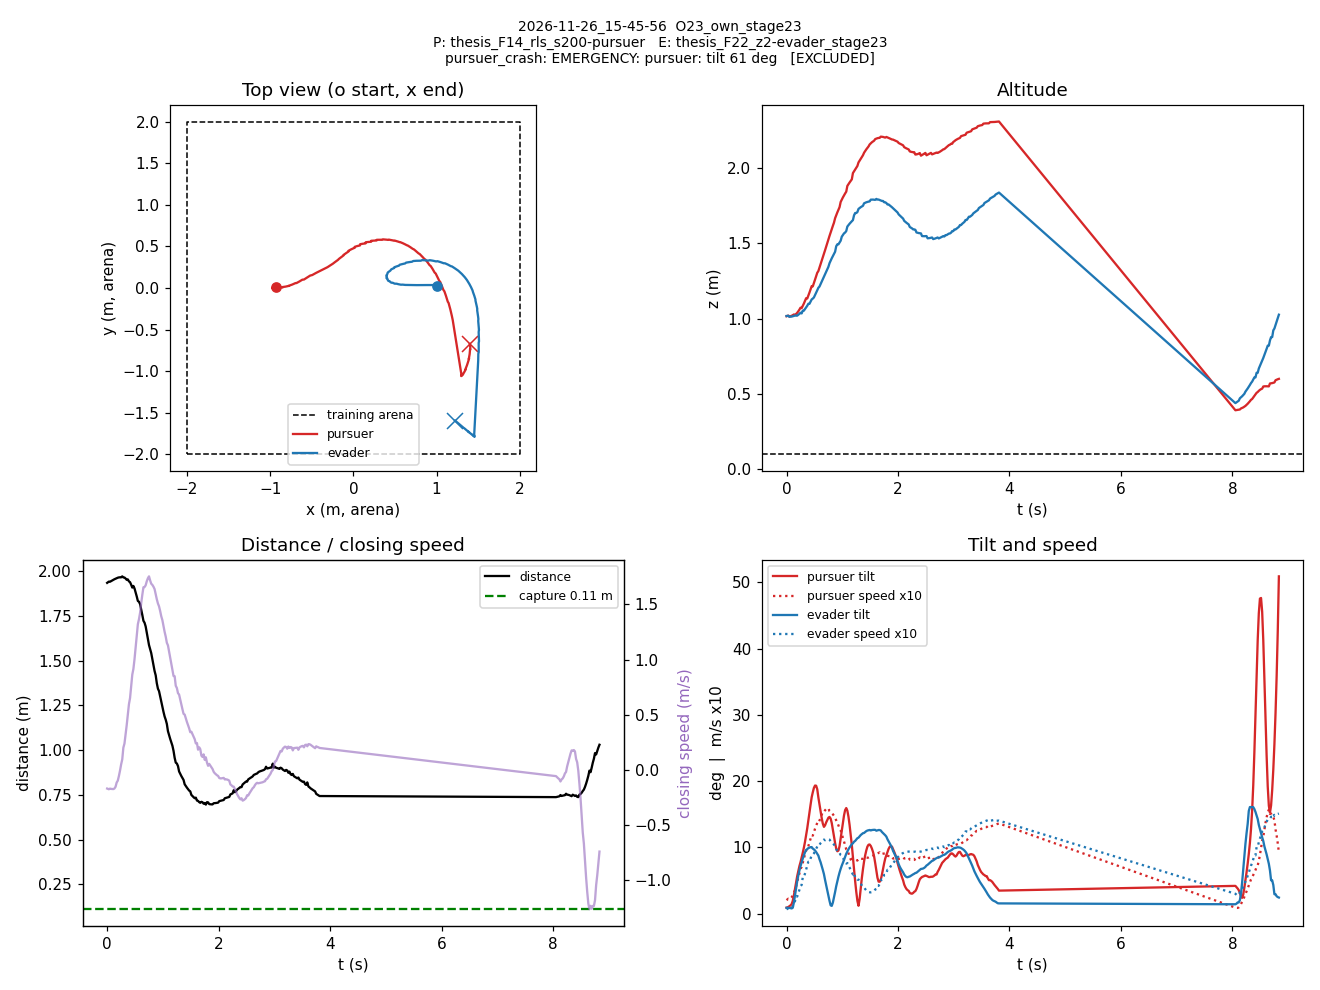 2026-11-26_15-45-56  O23_own_stage23
P: thesis_F14_rls_s200-pursuer   E: thesis_F22_z2-evader_stage23
pursuer_crash: EMERGENCY: pursuer: tilt 61 deg   [EXCLUDED]
Top view (o start, x end)
2.0
1.5
1.0
0.5
0.0
−0.5
−1.0
−1.5
−2.0
y (m, arena)
training arena
pursuer
evader
−2
−1
0
1
2
x (m, arena)
Altitude
2.0
1.5
1.0
0.5
0.0
z (m)
0
2
4
6
8
t (s)
Distance / closing speed
2.00
1.75
1.50
1.25
1.00
0.75
0.50
0.25
distance (m)
distance
capture 0.11 m
1.5
1.0
0.5
0.0
−0.5
−1.0
closing speed (m/s)
0
2
4
6
8
t (s)
Tilt and speed
50
40
30
20
10
0
deg  |  m/s x10
pursuer tilt
pursuer speed x10
evader tilt
evader speed x10
0
2
4
6
8
t (s)